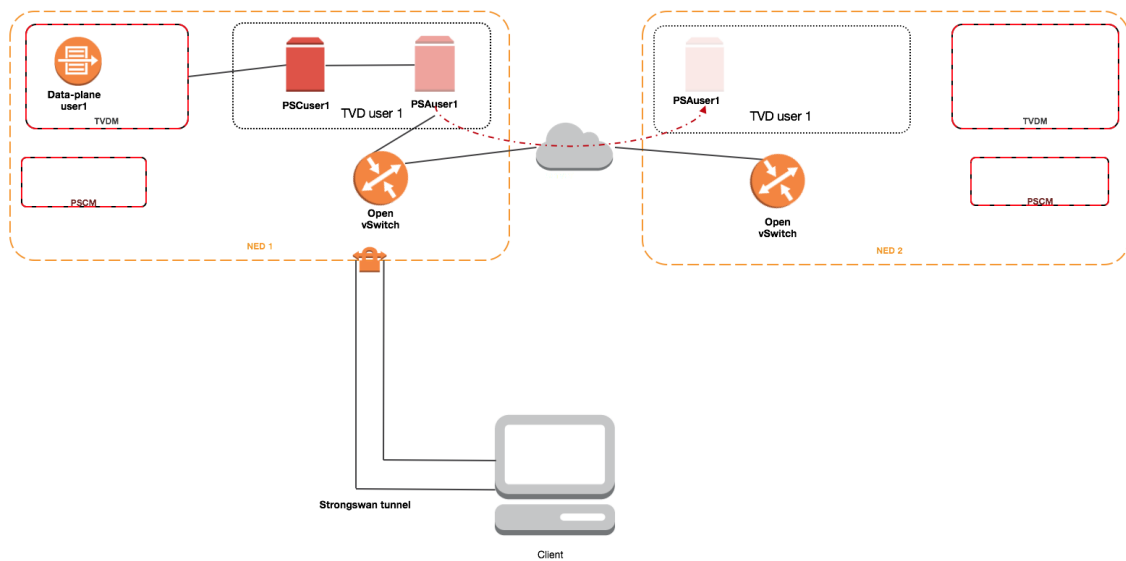 Data-plane
user1
TVDM
PSCuser1
PSAuser1
TVD user 1
PSCM
Open
vSwitch
NED 1
PSAuser1
TVD user 1
TVDM
PSCM
Open
vSwitch
NED 2
Strongswan tunnel
Client